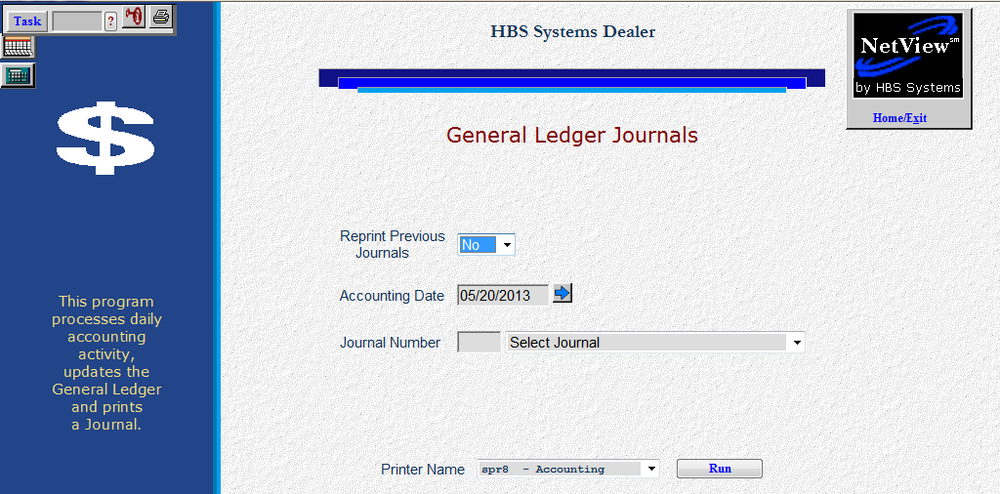 Task ?
HBS Systems Dealer
NetView SM
by HBS Systems
Home/Exit
General Ledger Journals
Reprint Previous
Journals
No
Accounting Date 05/20/2013
Journal Number Select Journal
This program
processes daily
accounting
activity,
updates the
General Ledger
and prints
a Journal.
Printer Name spr8 - Accounting Run